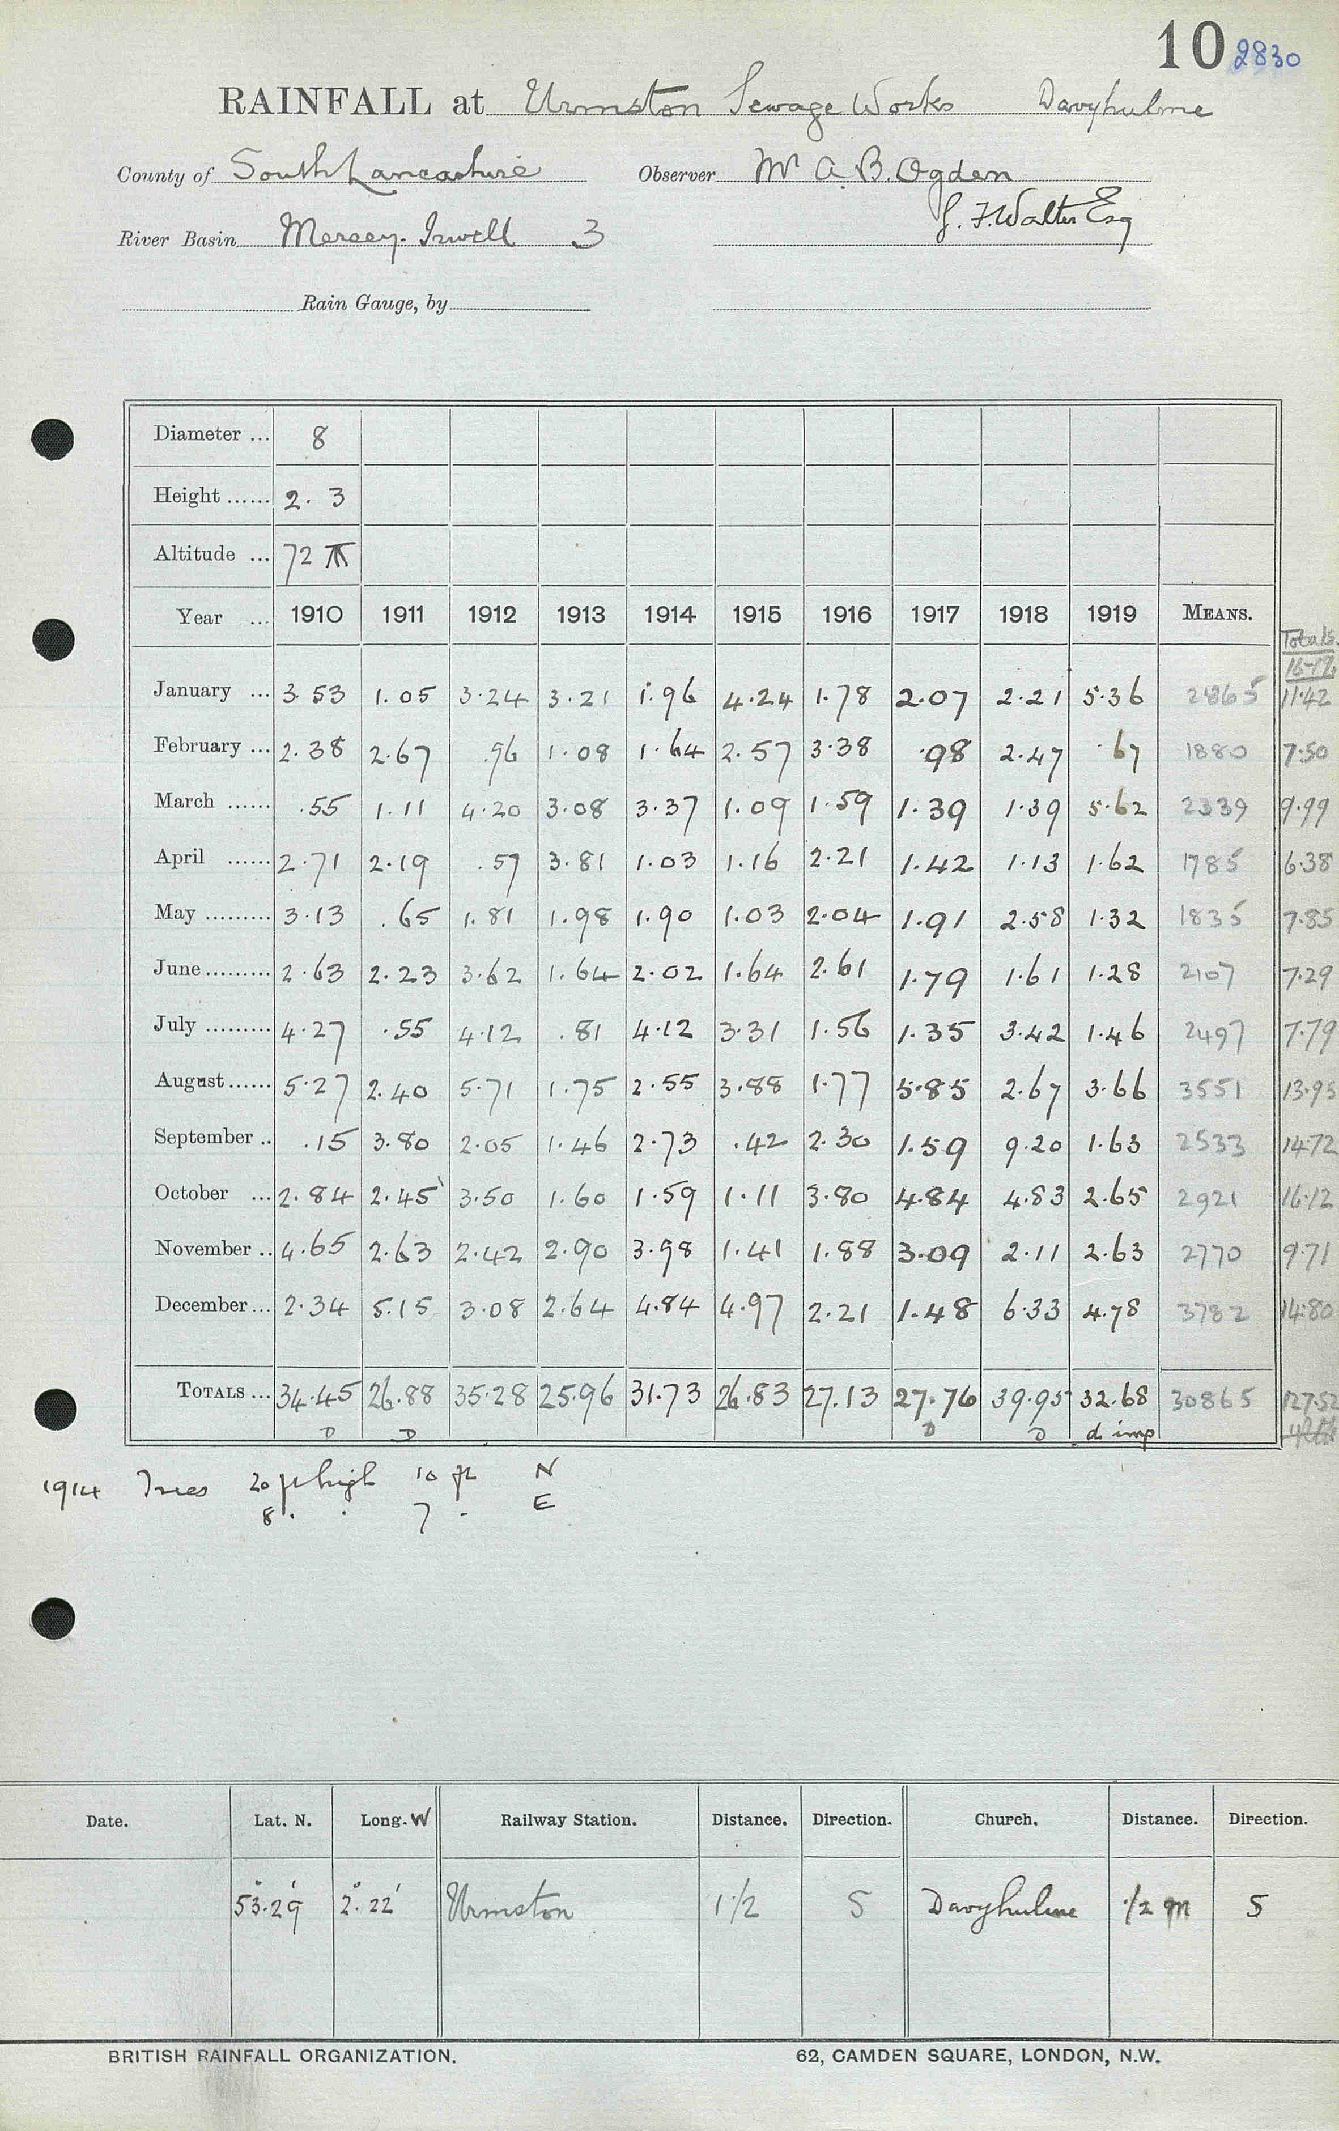 10 2830
RAINFALL at Urmston Sewage Works Davyhulme
County of South Lancashire Observer Mr A. B. Ogden
J. F. Walter Esq
River Basin Mersey. Irwell 3
Rain Gauge, by
Diameter ... 8
Height ...... 2. 3
Altitude ... 72
Year ... 1910 1911 1912 1913 1914 1915 1916 1917 1918 1919 MEANS. Totals
16-19
January ... 3.53 1.05 3.24 3.21 1.96 4.24 1.78 2.07 2.21 5.36 2865 11.42
February ... 2.38 2.67 .96 1.08 1.64 2.57 3.38 .98 2.47 .67 1880 7.50
March ...... .55 1.11 4.20 3.08 3.37 1.09 1.59 1.39 1.39 5.62 2339 9.99
April ...... 2.71 2.19 .57 3.81 1.03 1.16 2.21 1.42 1.13 1.62 1785 6.38
May ......... 3.13 .65 1.81 1.98 1.90 1.03 2.04 1.91 2.58 1.32 1835 7.85
June ......... 2.63 2.23 3.62 1.64 2.02 1.64 2.61 1.79 1.61 1.28 2107 7.29
July ......... 4.27 .55 4.12 .81 4.12 3.31 1.56 1.35 3.42 1.46 2497 7.79
August ...... 5.27 2.40 5.71 1.75 2.55 3.88 1.77 5.85 2.67 3.66 3551 13.95
September .. .15 3.80 2.05 1.46 2.73 .42 2.30 1.59 9.20 1.63 2533 14.72
October ... 2.84 2.45 3.50 1.60 1.59 1.11 3.80 4.84 4.83 2.65 2921 16.12
November .. 4.65 2.63 2.42 2.90 3.98 1.41 1.88 3.09 2.11 2.63 2770 9.71
December ... 2.34 5.15 3.08 2.64 4.84 4.97 2.21 1.48 6.33 4.78 3782 14.80
TOTALS ... 34.45 26.88 35.28 25.96 31.73 26.83 27.13 27.76 39.95 32.68 30865 127.52
D D D D d imp
1914 Trees 20 ft high 10 ft N
8 . . 7 . E
Date. Lat. N. Long. W Railway Station. Distance. Direction. Church. Distance. Direction.
53°.29' 2°.22' Urmston 1 1/2 S Davyhulme 1/2 m S
BRITISH RAINFALL ORGANIZATION. 62, CAMDEN SQUARE, LONDON, N.W.